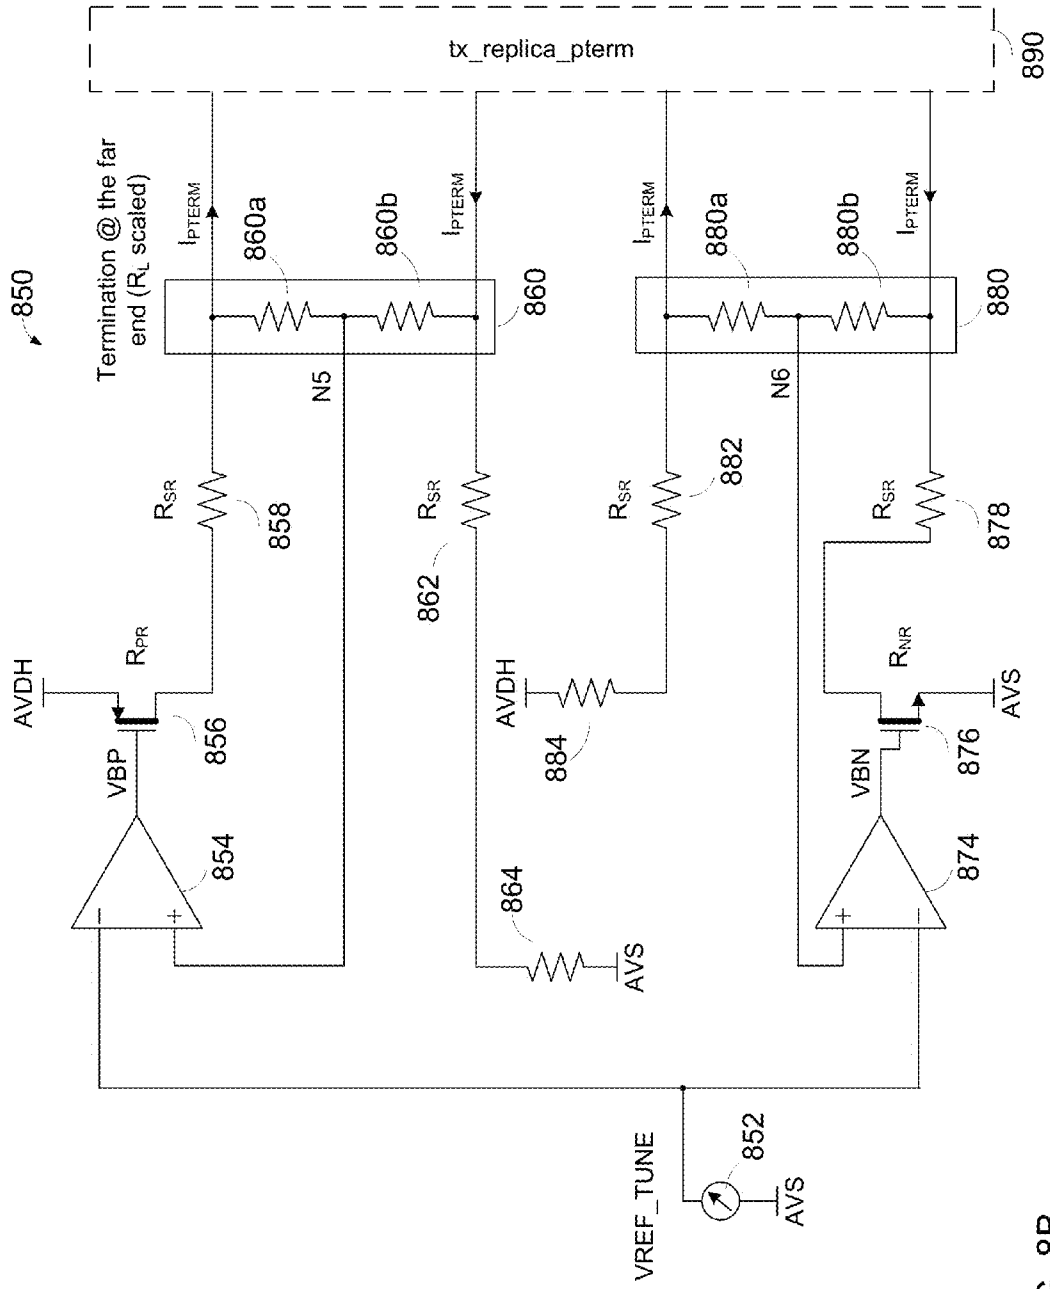 850
tx_replica_pterm
890
Termination @ the far
end (RL scaled)
IPTERM
860a
860b
IPTERM
860
IPTERM
880a
880b
IPTERM
880
N5
N6
RSR
858
RSR
862
RSR
882
RSR
878
AVDH
RPR
856
VBP
854
864
AVS
AVDH
884
RNR
876
AVS
VBN
874
VREF_TUNE
852
AVS
8B